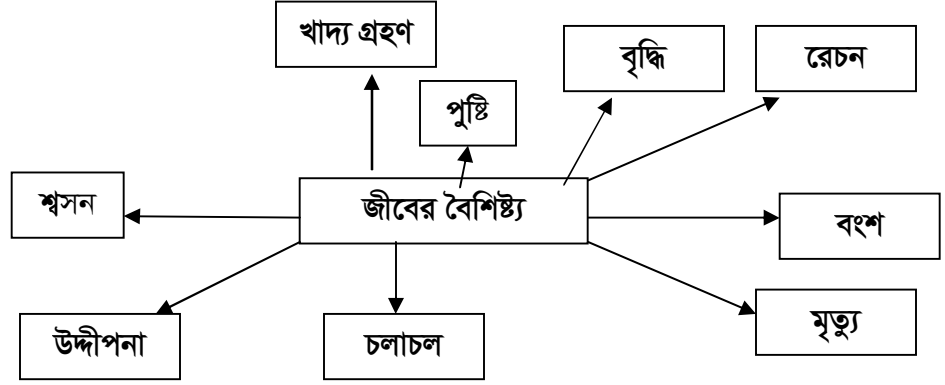 খাদ্য গ্রহণ
বৃদ্ধি
রেচন
পুষ্টি
শ্বসন
জীবের বৈশিষ্ট্য
বংশ
উদ্দীপনা
চলাচল
মৃত্যু